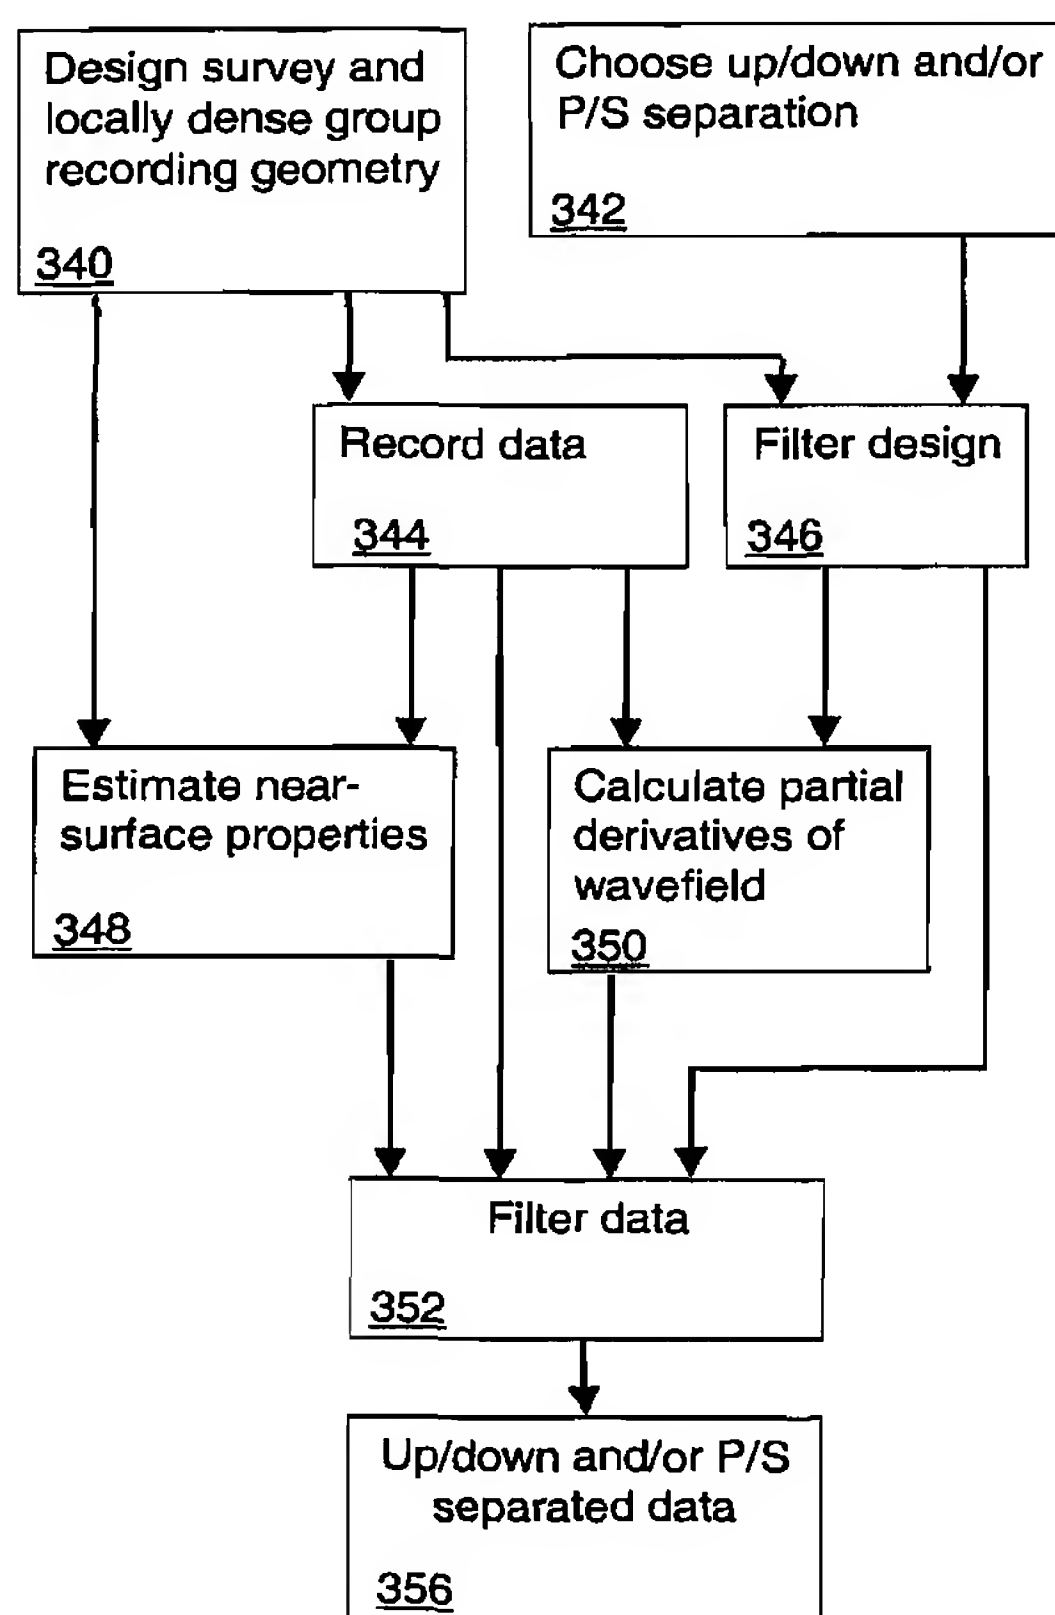 Design survey and
locally dense group
recording geometry
340
Choose up/down and/or
P/S separation
342
Record data
344
Filter design
346
Estimate near-
surface properties
348
Calculate partial
derivatives of
wavefield
350
Filter data
352
Up/down and/or P/S
separated data
356